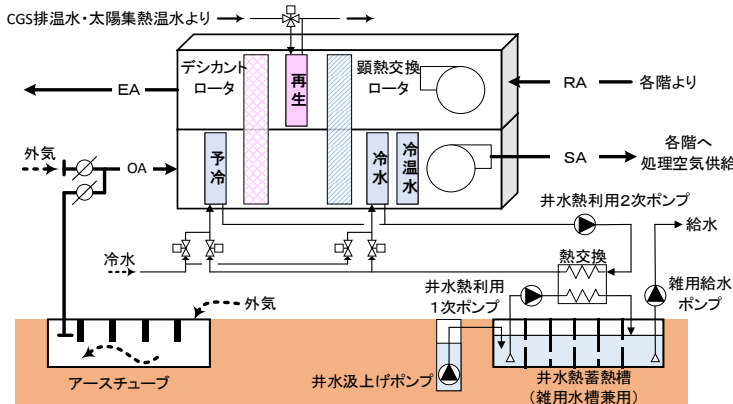 CGS排温水・太陽集熱温水より
デシカント
ロータ
再生
顕熱交換
ロータ
EA
RA
各階より
外気
OA
予冷
冷水
冷温水
SA
各階へ
処理空気供給
井水熱利用2次ポンプ
給水
冷水
熱交換
井水熱利用
1次ポンプ
雑用給水
ポンプ
外気
アースチューブ
井水汲上げポンプ
井水熱蓄熱槽
(雑用水槽兼用)